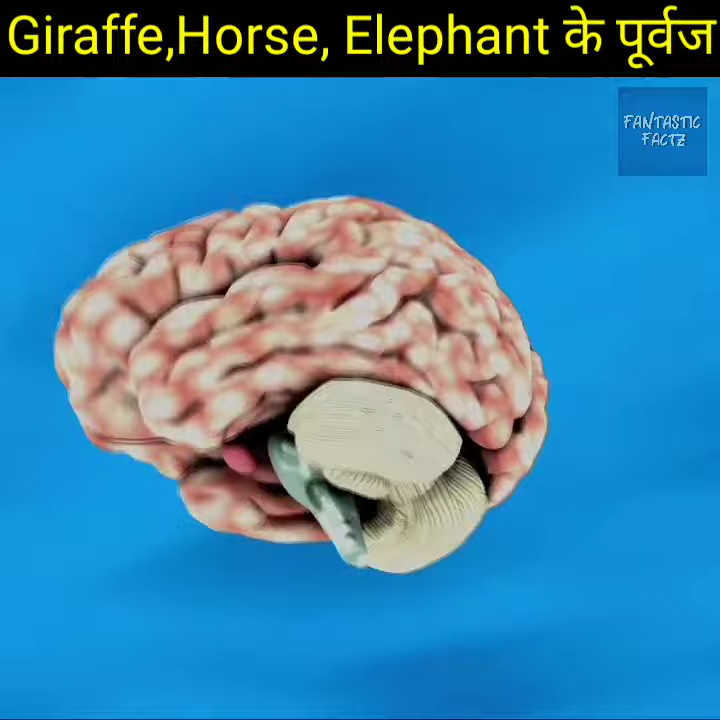 Giraffe,Horse, Elephant के पूर्वज
FANTASTIC
FACTZ